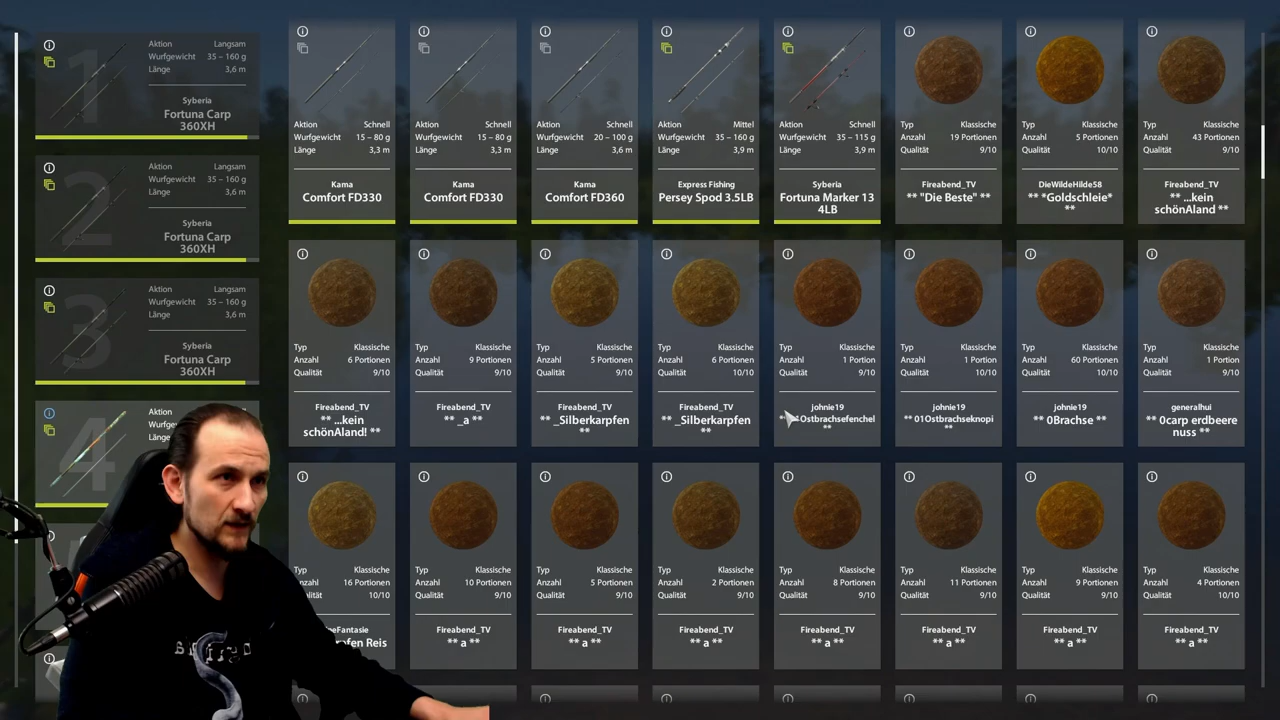 1
Aktion Langsam
Wurfgewicht 35 – 160 g
Länge 3,6 m
Syberia
Fortuna Carp
360XH
2
Aktion Langsam
Wurfgewicht 35 – 160 g
Länge 3,6 m
Syberia
Fortuna Carp
360XH
3
Aktion Langsam
Wurfgewicht 35 – 160 g
Länge 3,6 m
Syberia
Fortuna Carp
360XH
4
Aktion
Aktion Schnell
Wurfgewicht 15 – 80 g
Länge 3,3 m
Kama
Comfort FD330
Aktion Schnell
Wurfgewicht 15 – 80 g
Länge 3,3 m
Kama
Comfort FD330
Aktion Schnell
Wurfgewicht 20 – 100 g
Länge 3,6 m
Kama
Comfort FD360
Aktion Mittel
Wurfgewicht 35 – 160 g
Länge 3,9 m
Express Fishing
Persey Spod 3.5LB
Aktion Schnell
Wurfgewicht 35 – 115 g
Länge 3,9 m
Syberia
Fortuna Marker 13
4LB
Typ Klassische
Anzahl 19 Portionen
Qualität 9/10
Fireabend_TV
** "Die Beste" **
Typ Klassische
Anzahl 5 Portionen
Qualität 10/10
DieWildeHilde58
** *Goldschleie*
**
Typ Klassische
Anzahl 43 Portionen
Qualität 9/10
Fireabend_TV
** ...kein
schönAland **
Typ Klassische
Anzahl 6 Portionen
Qualität 9/10
Fireabend_TV
** ...kein
schönAland! **
Typ Klassische
Anzahl 9 Portionen
Qualität 9/10
Fireabend_TV
** _a **
Typ Klassische
Anzahl 5 Portionen
Qualität 9/10
Fireabend_TV
** _Silberkarpfen
**
Typ Klassische
Anzahl 6 Portionen
Qualität 10/10
Fireabend_TV
** _Silberkarpfen
**
Typ Klassische
Anzahl 1 Portion
Qualität 9/10
johnie19
**
Typ Klassische
Anzahl 1 Portion
Qualität 10/10
johnie19
** 01Ostbrachseknopi
**
Typ Klassische
Anzahl 60 Portionen
Qualität 10/10
johnie19
** 0Brachse **
Typ Klassische
Anzahl 1 Portion
Qualität 9/10
generalhui
** 0carp erdbeere
nuss **
Klassische
16 Portionen
10/10
Reis
Typ Klassische
Anzahl 10 Portionen
Qualität 9/10
Fireabend_TV
** a **
Typ Klassische
Anzahl 5 Portionen
Qualität 9/10
Fireabend_TV
** a **
Typ Klassische
Anzahl 2 Portionen
Qualität 9/10
Fireabend_TV
** a **
Typ Klassische
Anzahl 8 Portionen
Qualität 9/10
Fireabend_TV
** a **
Typ Klassische
Anzahl 11 Portionen
Qualität 9/10
Fireabend_TV
** a **
Typ Klassische
Anzahl 9 Portionen
Qualität 9/10
Fireabend_TV
** a **
Typ Klassische
Anzahl 4 Portionen
Qualität 10/10
Fireabend_TV
** a **